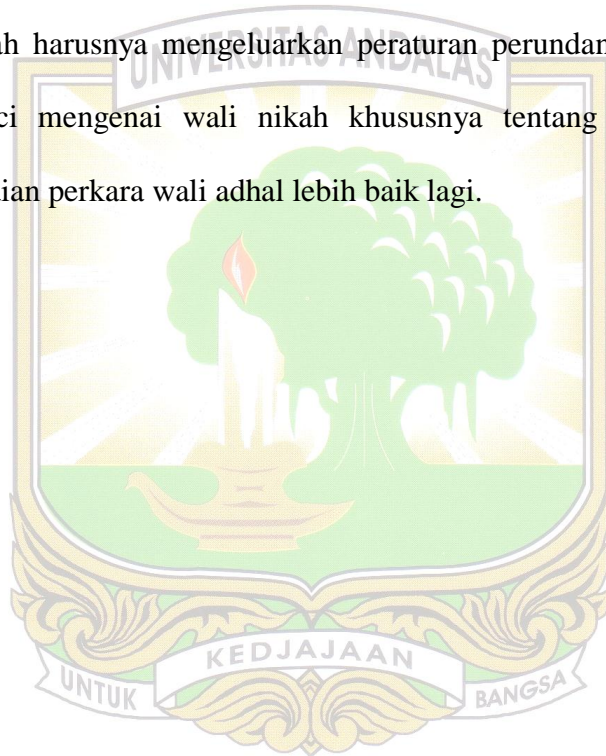 ah harusnya mengeluarkan peraturan perundan
UNIVERSITAS ANDALAS
ci mengenai wali nikah khususnya tentang
ian perkara wali adhal lebih baik lagi.
UNTUK KEDJAJAAN BANGSA